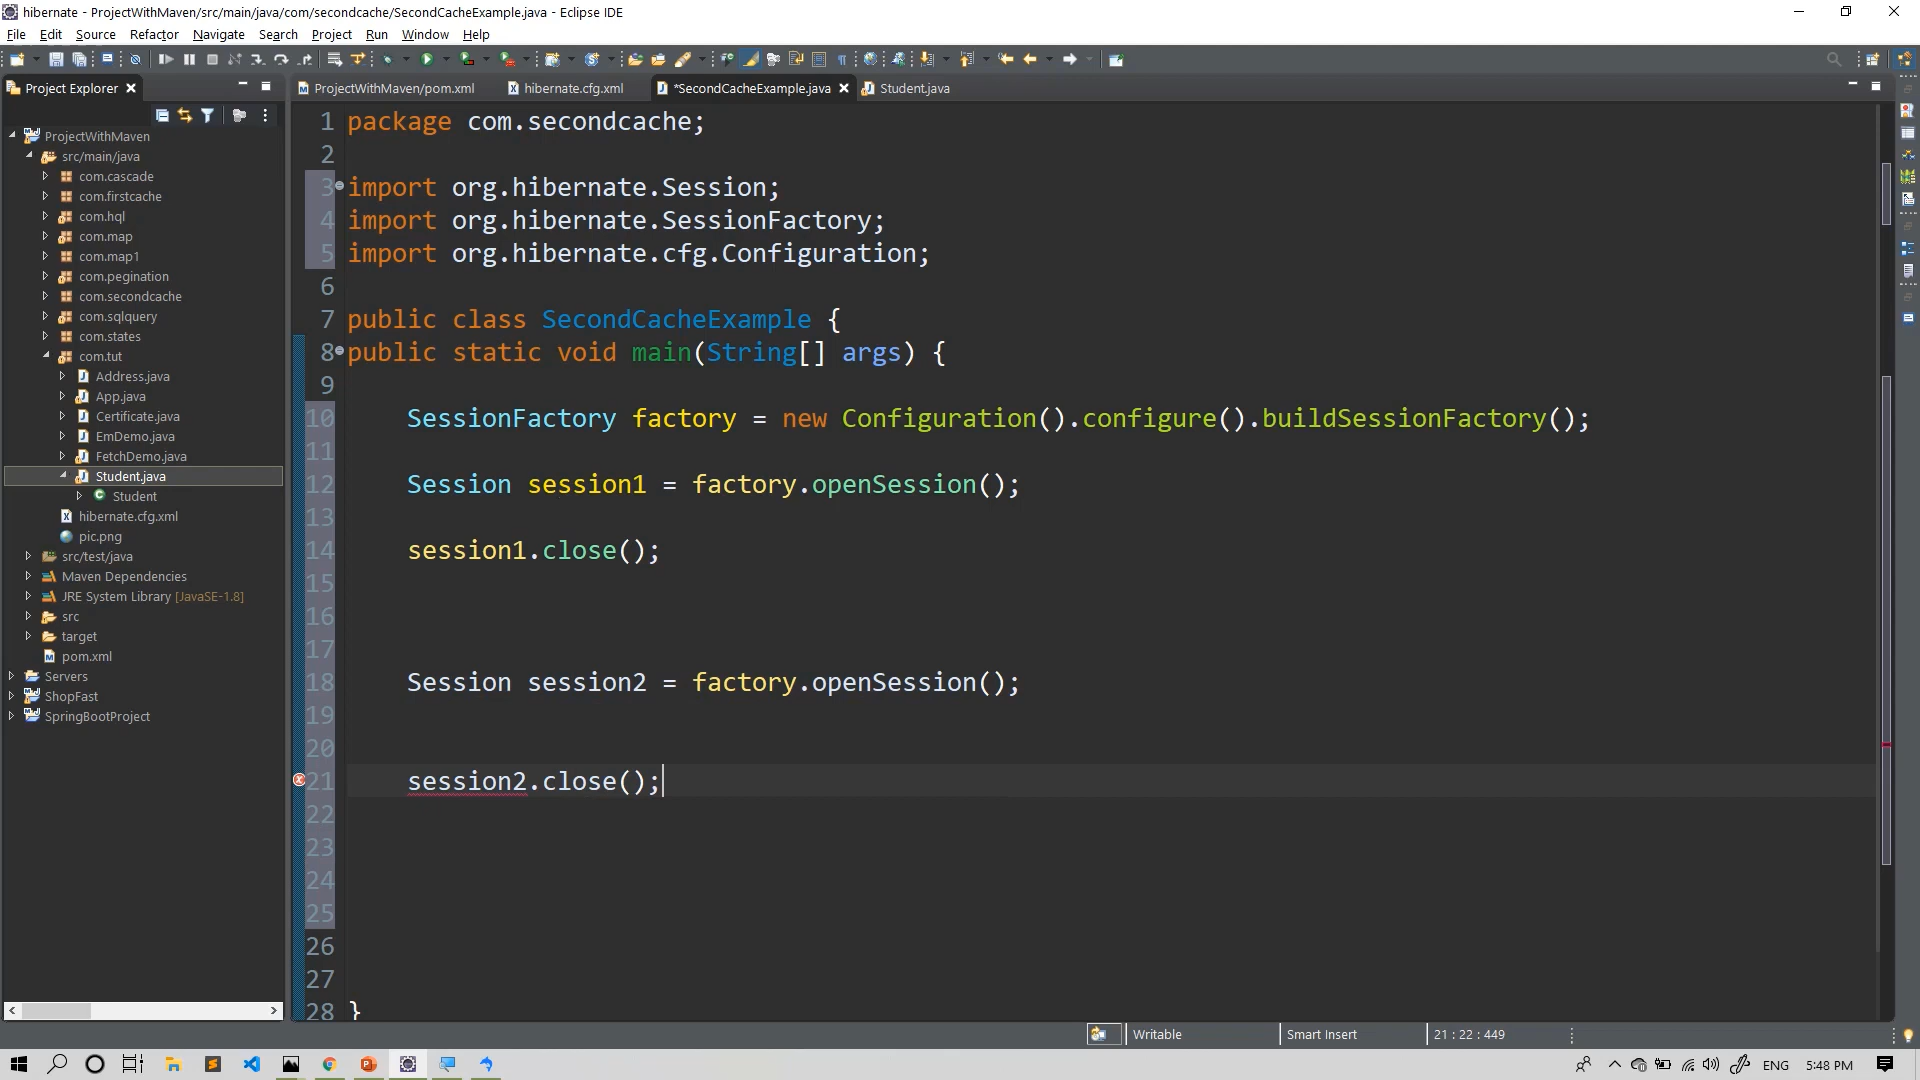 hibernate - ProjectWithMaven/src/main/java/com/secondcache/SecondCacheExample.java - Eclipse IDE
File Edit Source Refactor Navigate Search Project Run Window Help
Project Explorer
ProjectWithMaven/pom.xml hibernate.cfg.xml *SecondCacheExample.java Student.java
ProjectWithMaven
src/main/java
com.cascade
com.firstcache
com.hql
com.map
com.map1
com.pegination
com.secondcache
com.sqlquery
com.states
com.tut
Address.java
App.java
Certificate.java
EmDemo.java
FetchDemo.java
Student.java
Student
hibernate.cfg.xml
pic.png
src/test/java
Maven Dependencies
JRE System Library [JavaSE-1.8]
src
target
pom.xml
Servers
ShopFast
SpringBootProject
1 package com.secondcache;
2
3 import org.hibernate.Session;
4 import org.hibernate.SessionFactory;
5 import org.hibernate.cfg.Configuration;
6
7 public class SecondCacheExample {
8 public static void main(String[] args) {
9
10 SessionFactory factory = new Configuration().configure().buildSessionFactory();
11
12 Session session1 = factory.openSession();
13
14 session1.close();
15
16
17
18 Session session2 = factory.openSession();
19
20
21 session2.close();
22
23
24
25
26
27
28 }
Writable Smart Insert 21 : 22 : 449
ENG 5:48 PM